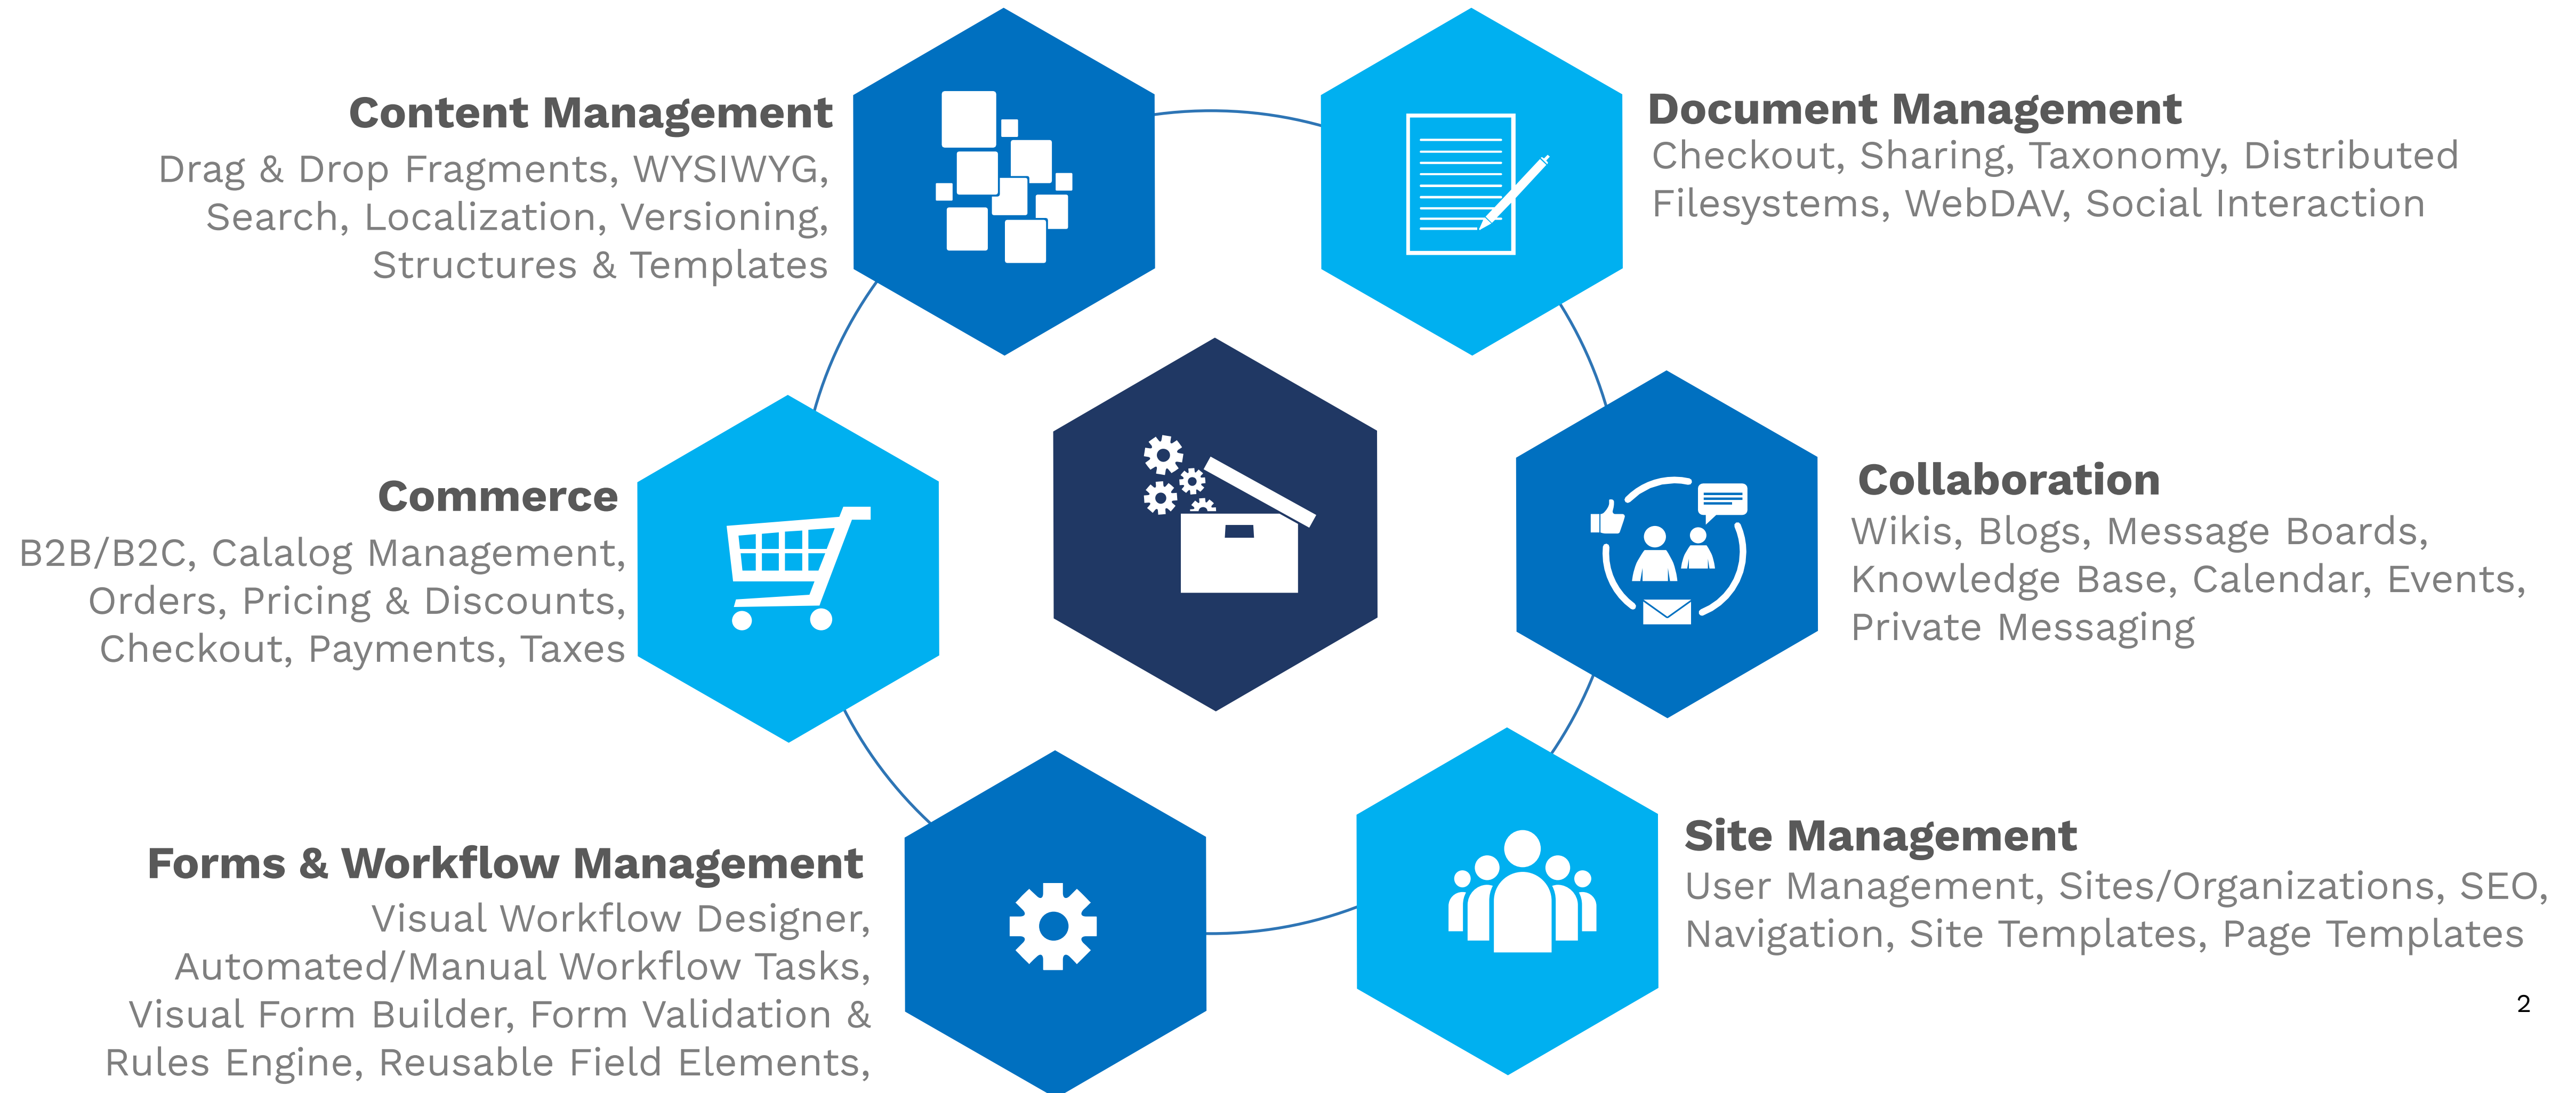 Content Management
Drag & Drop Fragments, WYSIWYG,
Search, Localization, Versioning,
Structures & Templates
Document Management
Checkout, Sharing, Taxonomy, Distributed
Filesystems, WebDAV, Social Interaction
Commerce
B2B/B2C, Calalog Management,
Orders, Pricing & Discounts,
Checkout, Payments, Taxes
Collaboration
Wikis, Blogs, Message Boards,
Knowledge Base, Calendar, Events,
Private Messaging
Forms & Workflow Management
Visual Workflow Designer,
Automated/Manual Workflow Tasks,
Visual Form Builder, Form Validation &
Rules Engine, Reusable Field Elements,
Site Management
User Management, Sites/Organizations, SEO,
Navigation, Site Templates, Page Templates
2